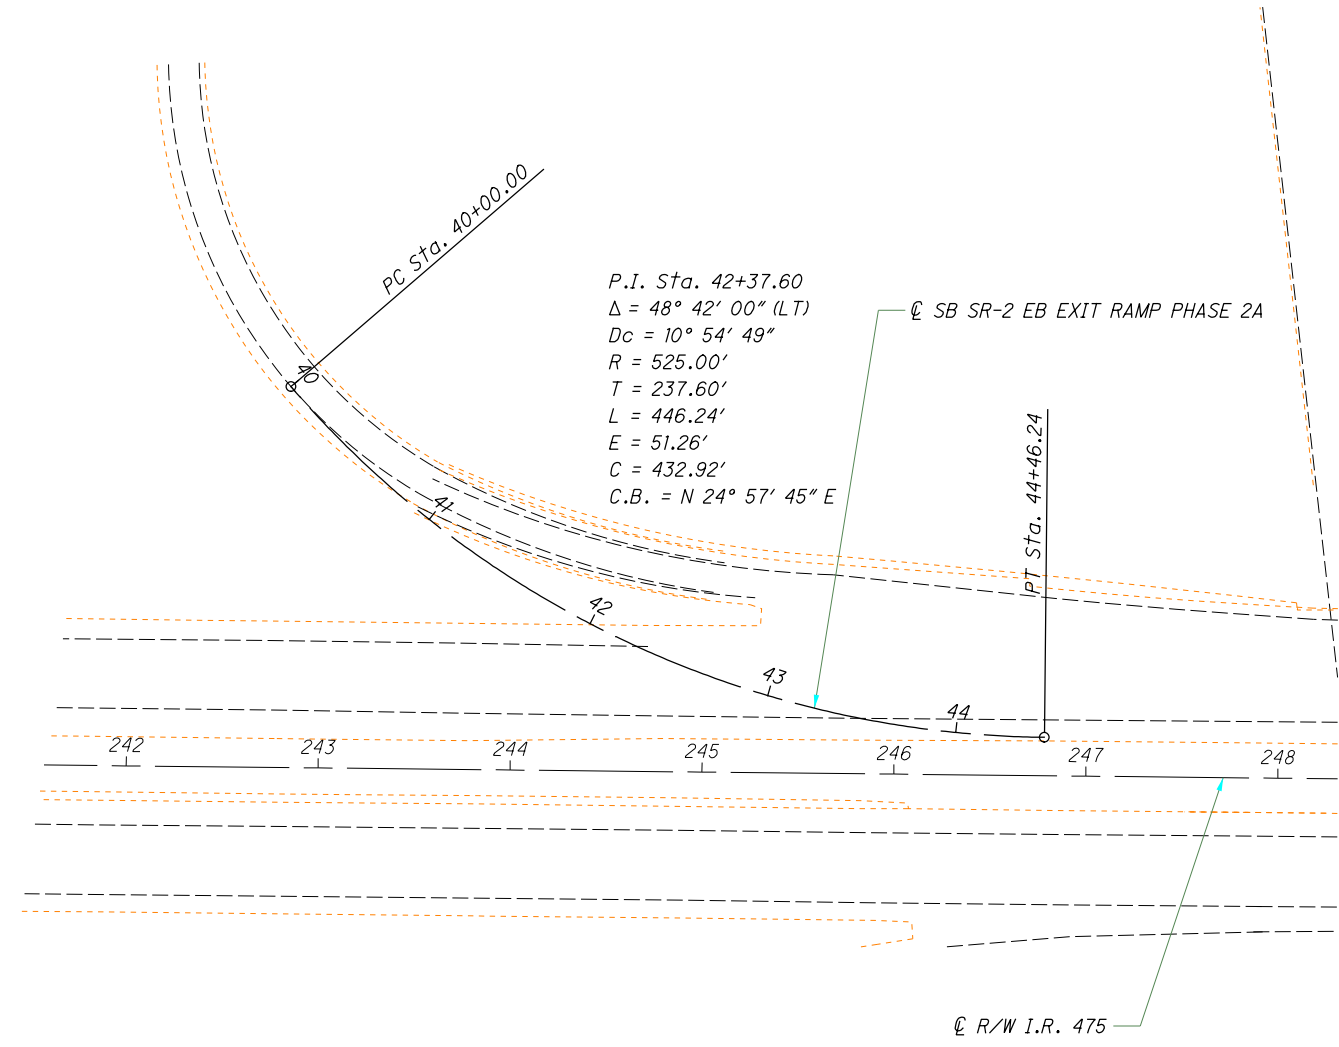 PC Sta. 40+00.00
P.I. Sta. 42+37.60
Δ = 48° 42' 00" (LT)
Dc = 10° 54' 49"
R = 525.00'
T = 237.60'
L = 446.24'
E = 51.26'
C = 432.92'
C.B. = N 24° 57' 45" E
℄ SB SR-2 EB EXIT RAMP PHASE 2A
PT Sta. 44+46.24
40
41
42
43
44
242 243 244 245 246 247 248
℄ R/W I.R. 475